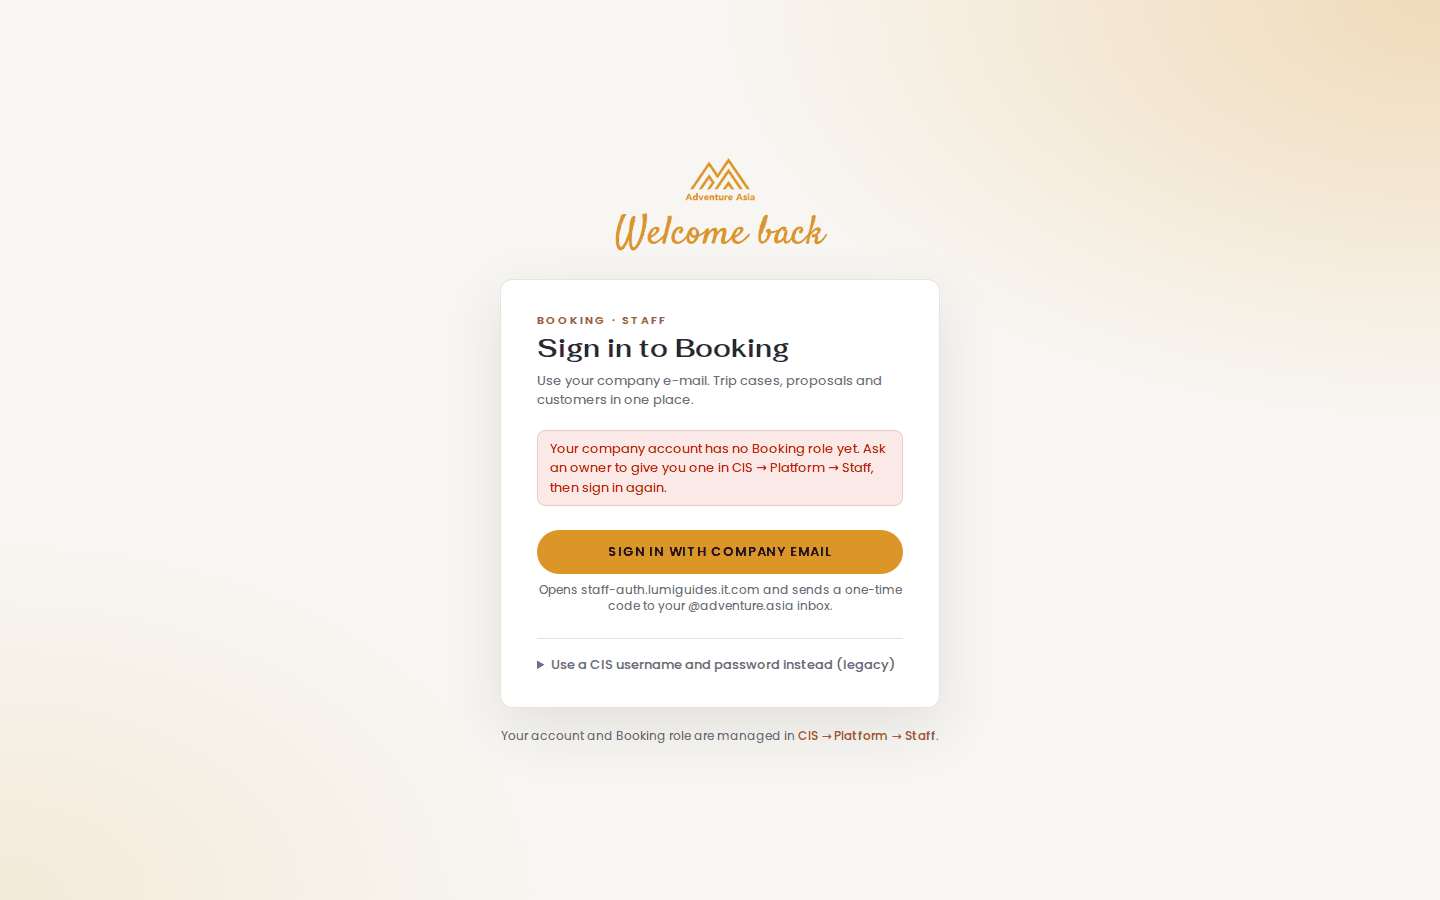 Adventure Asia
Welcome back
BOOKING · STAFF
Sign in to Booking
Use your company e-mail. Trip cases, proposals and
customers in one place.
Your company account has no Booking role yet. Ask
an owner to give you one in CIS → Platform → Staff,
then sign in again.
SIGN IN WITH COMPANY EMAIL
Opens staff-auth.lumiguides.it.com and sends a one-time
code to your @adventure.asia inbox.
▶ Use a CIS username and password instead (legacy)
Your account and Booking role are managed in CIS → Platform → Staff.